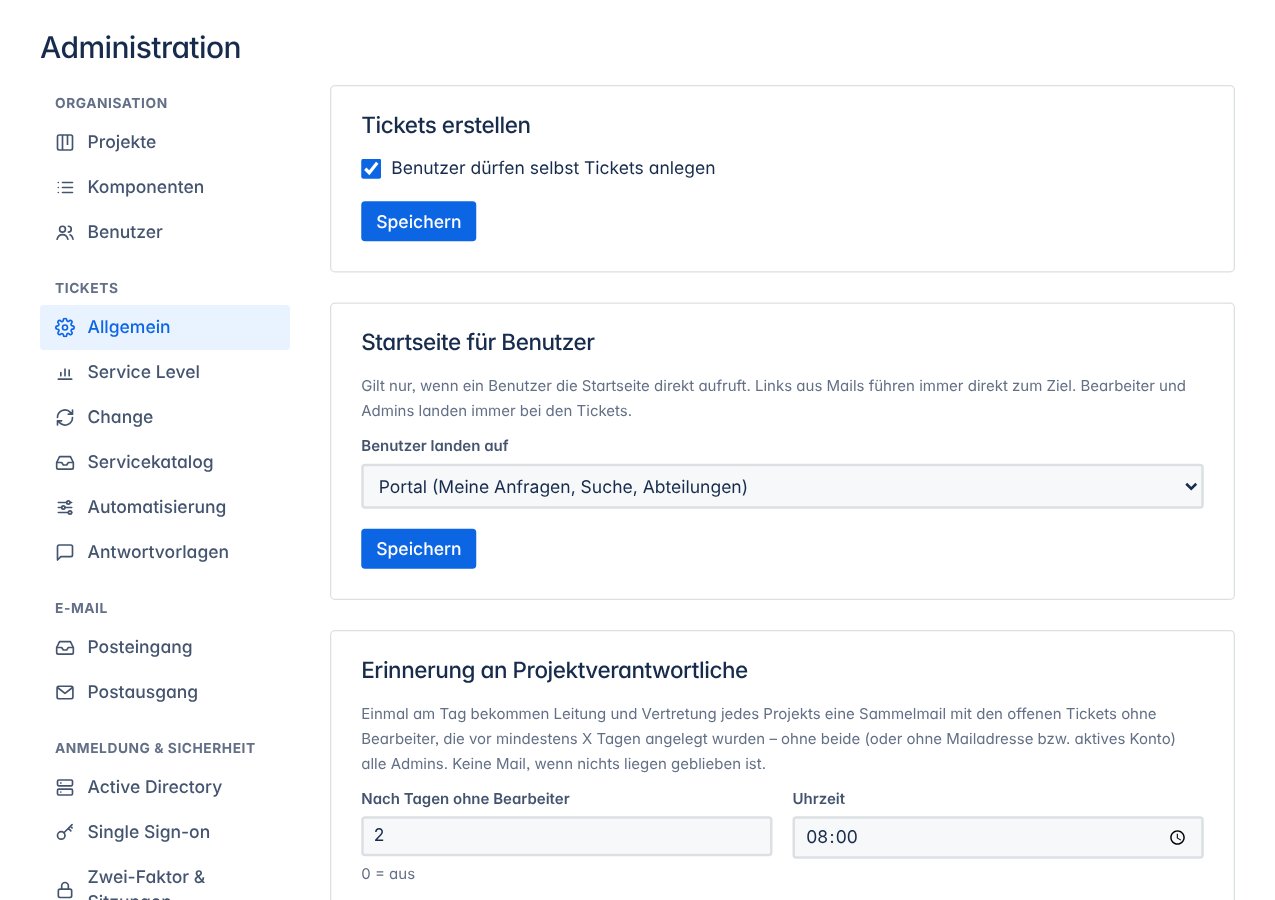 Administration
ORGANISATION
Projekte
Komponenten
Benutzer
TICKETS
Allgemein
Service Level
Change
Servicekatalog
Automatisierung
Antwortvorlagen
E-MAIL
Posteingang
Postausgang
ANMELDUNG & SICHERHEIT
Active Directory
Single Sign-on
Zwei-Faktor &
Tickets erstellen
Benutzer dürfen selbst Tickets anlegen
Speichern
Startseite für Benutzer
Gilt nur, wenn ein Benutzer die Startseite direkt aufruft. Links aus Mails führen immer direkt zum Ziel. Bearbeiter und
Admins landen immer bei den Tickets.
Benutzer landen auf
Portal (Meine Anfragen, Suche, Abteilungen)
Speichern
Erinnerung an Projektverantwortliche
Einmal am Tag bekommen Leitung und Vertretung jedes Projekts eine Sammelmail mit den offenen Tickets ohne
Bearbeiter, die vor mindestens X Tagen angelegt wurden – ohne beide (oder ohne Mailadresse bzw. aktives Konto)
alle Admins. Keine Mail, wenn nichts liegen geblieben ist.
Nach Tagen ohne Bearbeiter
Uhrzeit
2
08:00
0 = aus